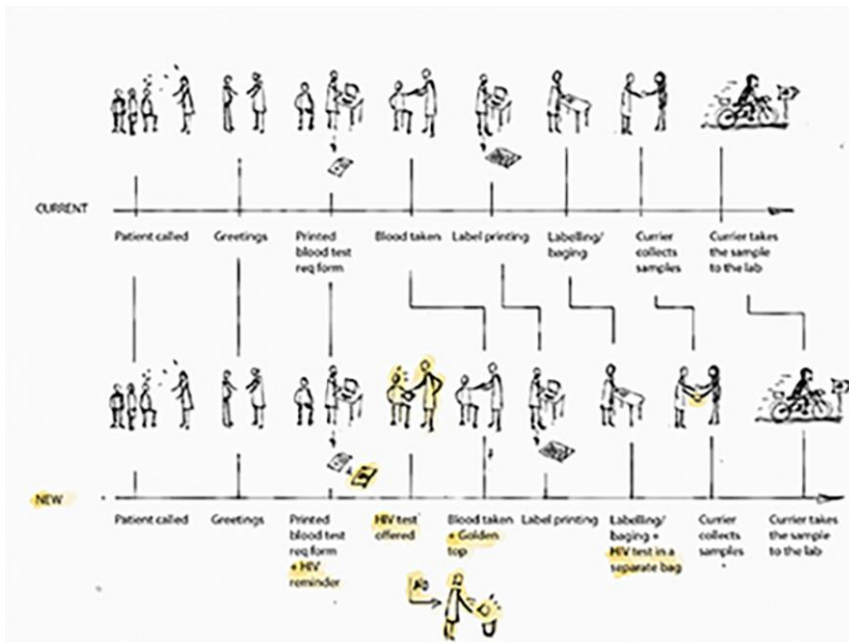 CURRENT
Patient called
Greetings
Printed
blood test
req form
Blood taken
Label printing
Labelling/
baging
Currier
collects
samples
Currier takes
the sample
to the lab
NEW
Patient called
Greetings
Printed
blood test
req form
+ HIV
reminder
HIV test
offered
Blood taken
+ Golden
top
Label printing
Labelling/
baging +
HIV test in a
separate bag
Currier
collects
samples
Currier takes
the sample
to the lab